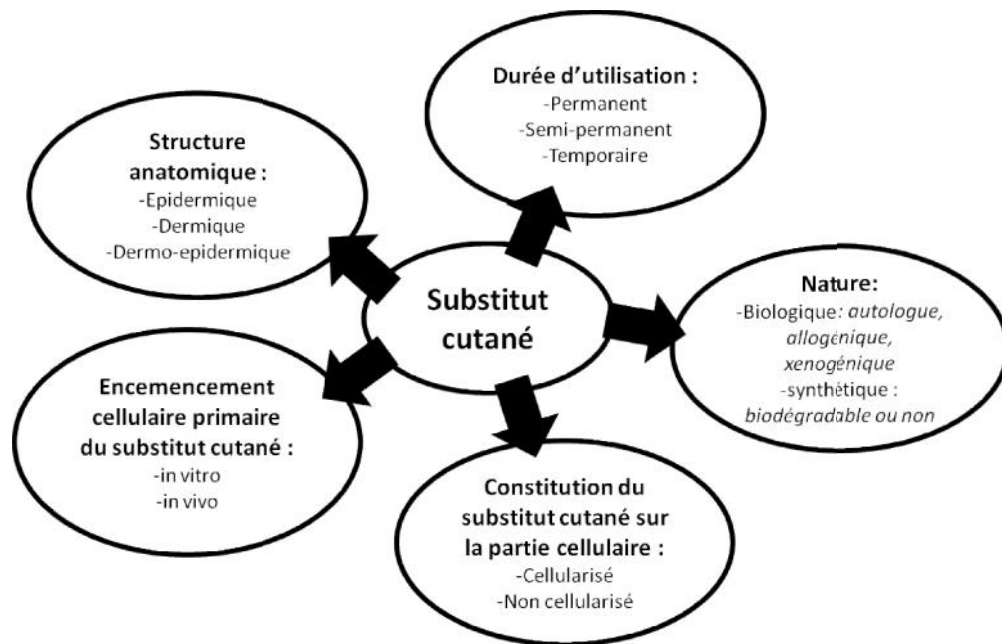 Durée d'utilisation :
-Permanent
-Semi-permanent
-Temporaire
Structure
anatomique :
-Epidermique
-Dermique
-Dermo-epidermique
Substitut
cutané
Nature:
-Biologique: autologue,
allogénique,
xenogénique
-synthétique :
biodégradable ou non
Encemencement
cellulaire primaire
du substitut cutané :
-in vitro
-in vivo
Constitution du
substitut cutané sur
la partie cellulaire :
-Cellularisé
-Non cellularisé